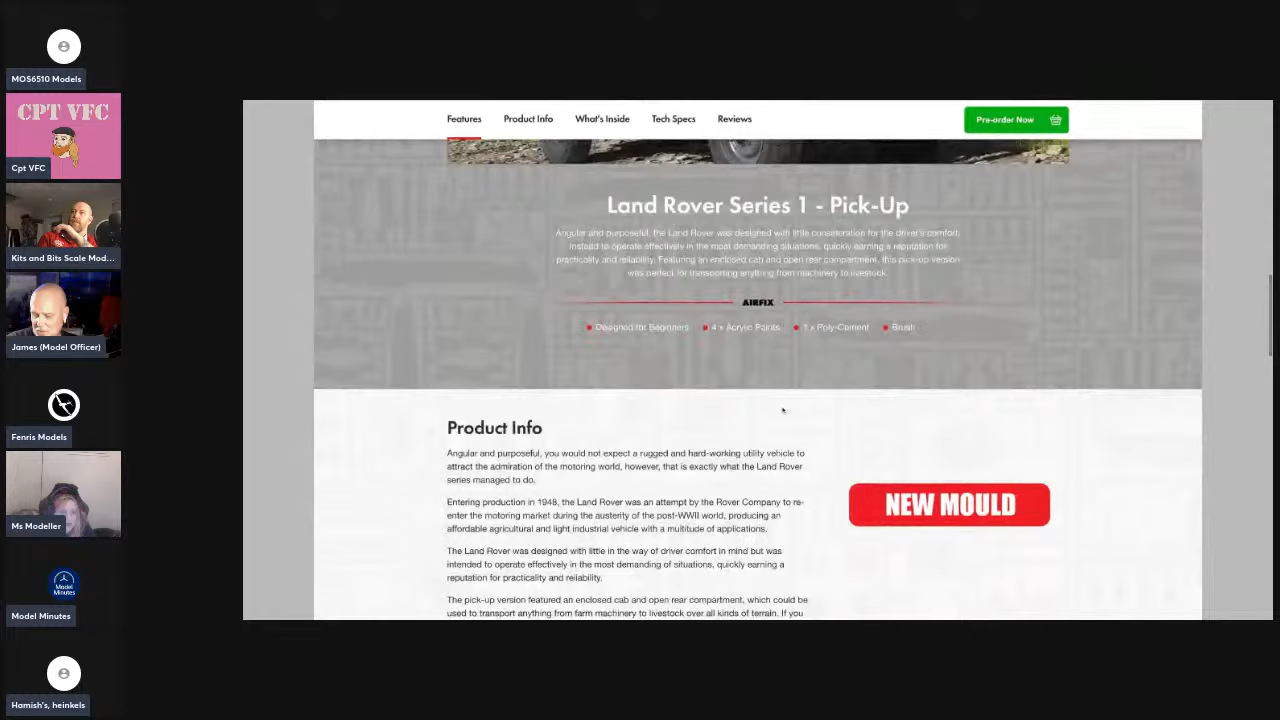 MOS6510 Models
CPT VFC
Cpt VFC
Kits and Bits Scale Mod...
James (Model Officer)
Fenris Models
Ms Modeller
Model
Minutes
Model Minutes
Hamish's, heinkels
Features Product Info What's Inside Tech Specs Reviews Pre-order Now
Land Rover Series 1 - Pick-Up
Angular and purposeful, the Land Rover was designed with little consideration for the driver's comfort,
instead to operate effectively in the most demanding situations, quickly earning a reputation for
practicality and reliability. Featuring an enclosed cab and open rear compartment, this pick-up version
was perfect for transporting anything from machinery to livestock.
AIRFIX
Designed for Beginners 4 x Acrylic Paints 1 x Poly-Cement Brush
Product Info
Angular and purposeful, you would not expect a rugged and hard-working utility vehicle to
attract the admiration of the motoring world, however, that is exactly what the Land Rover
series managed to do.
Entering production in 1948, the Land Rover was an attempt by the Rover Company to re-
enter the motoring market during the austerity of the post-WWII world, producing an
affordable agricultural and light industrial vehicle with a multitude of applications.
The Land Rover was designed with little in the way of driver comfort in mind but was
intended to operate effectively in the most demanding of situations, quickly earning a
reputation for practicality and reliability.
The pick-up version featured an enclosed cab and open rear compartment, which could be
used to transport anything from farm machinery to livestock over all kinds of terrain. If you
NEW MOULD